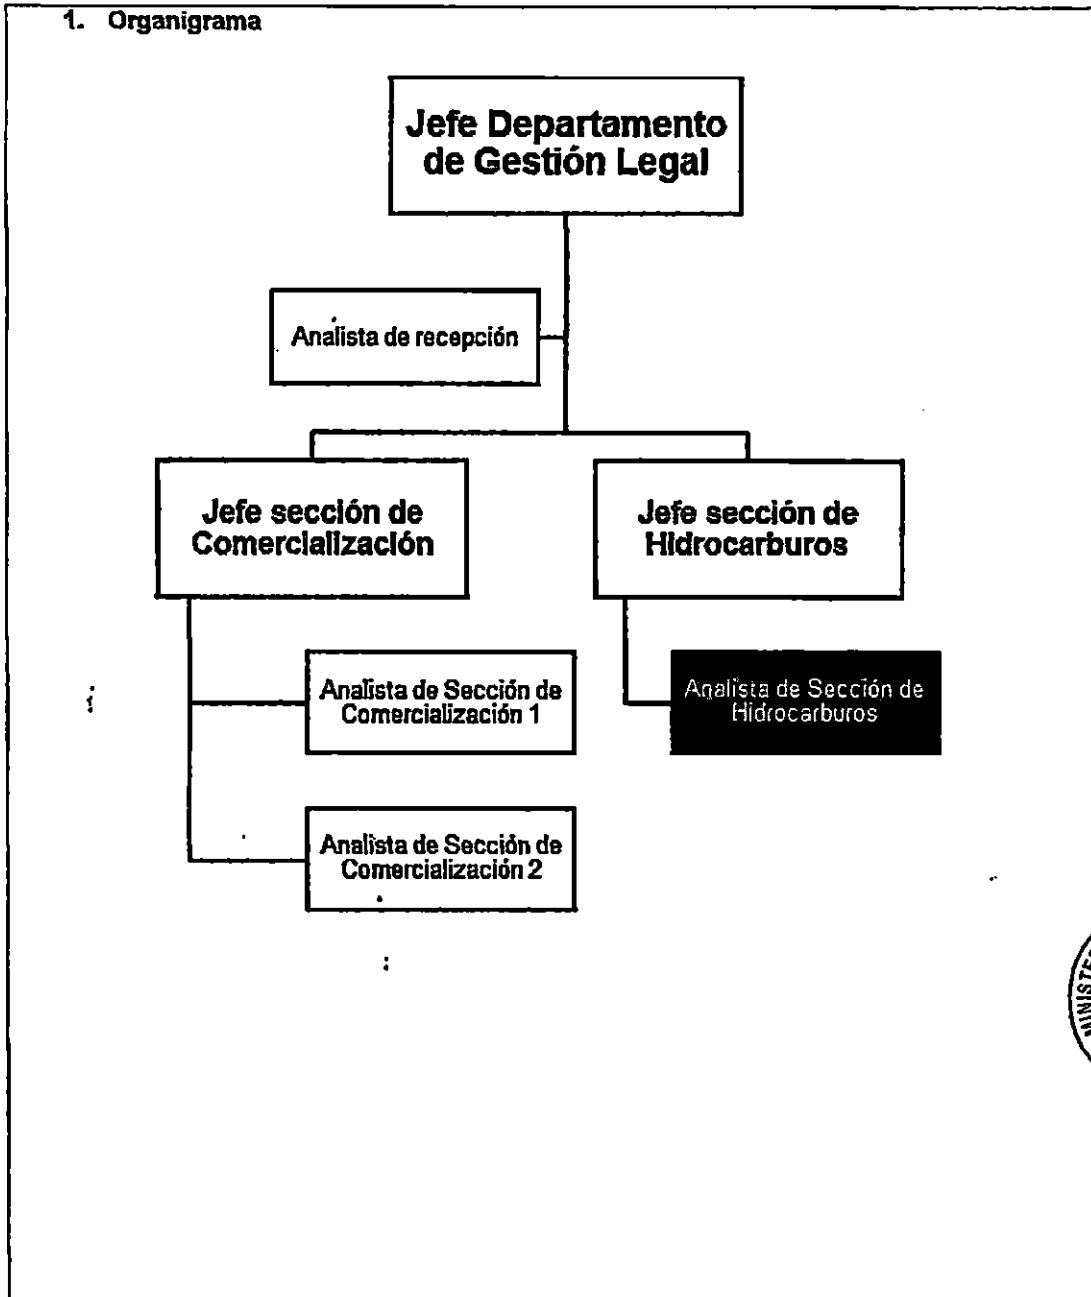 1. Organigrama
Jefe Departamento
de Gestión Legal
Analista de recepción
Jefe sección de
Comercialización
Jefe sección de
Hidrocarburos
Analista de Sección de
Comercialización 1
Analista de Sección de
Hidrocarburos
Analista de Sección de
Comercialización 2